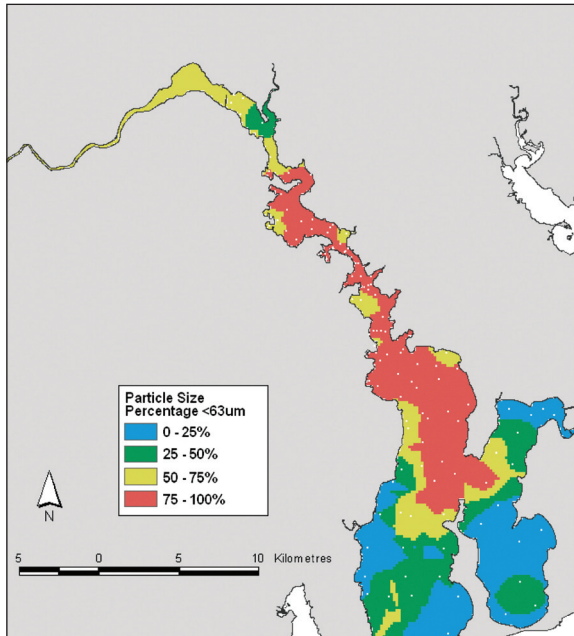 Particle Size
Percentage <63um
0 - 25%
25 - 50%
50 - 75%
75 - 100%
N
5 0 5 10 Kilometres